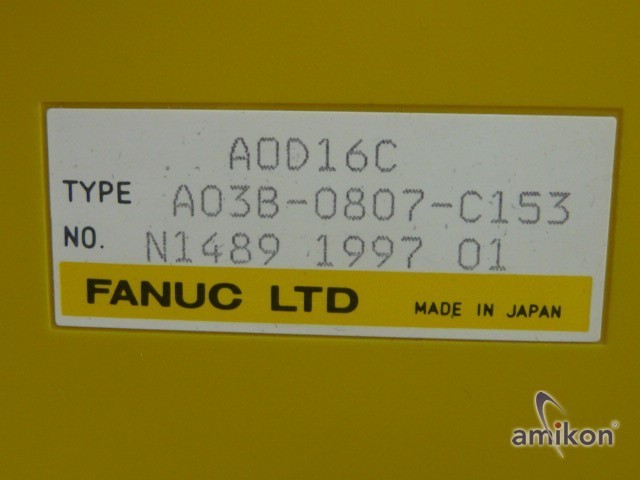 AOD16C
TYPE A03B-0807-C153
NO. N1489 1997 01
FANUC LTD MADE IN JAPAN
amikon